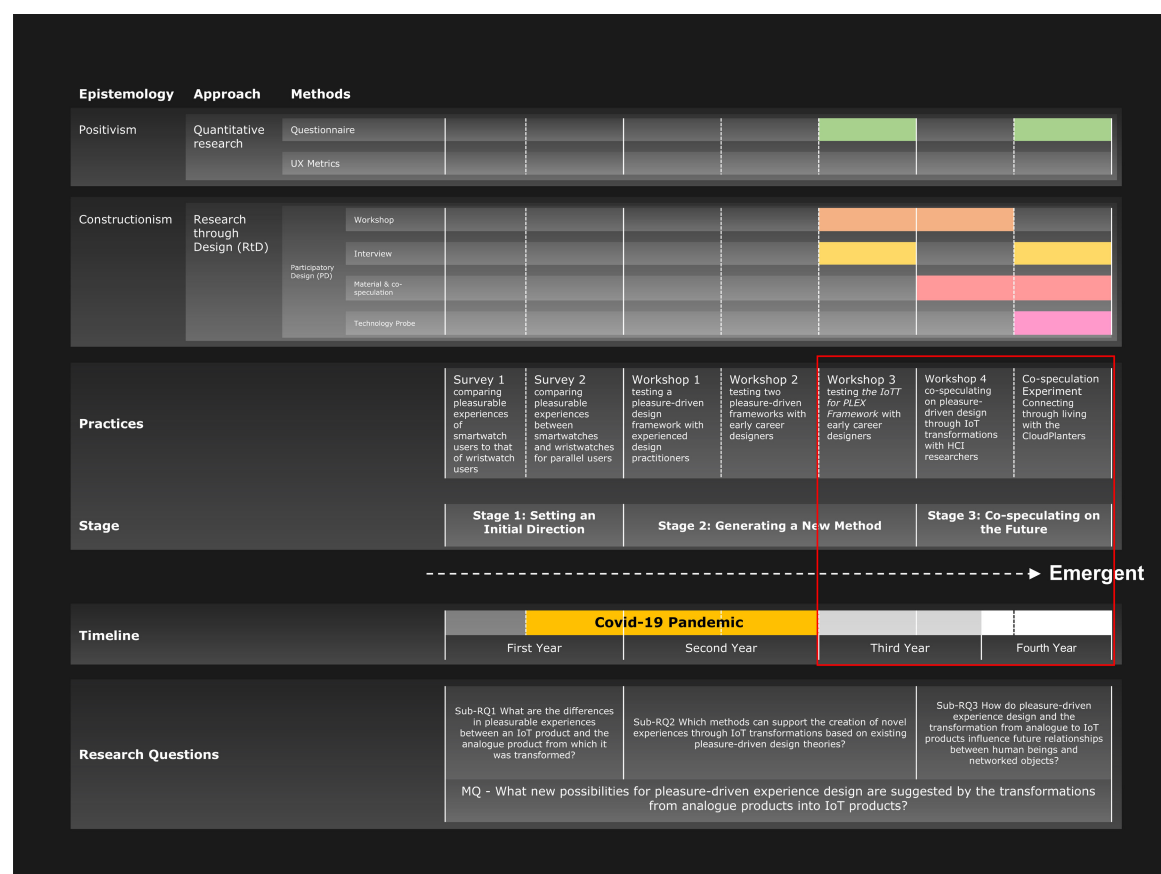 Epistemology Approach Methods
Positivism
Quantitative
research
Questionnaire
UX Metrics
Constructionism
Research
through
Design (RtD)
Participatory
Design (PD)
Workshop
Interview
Material & co-
speculation
Technology Probe
Practices
Survey 1
comparing
pleasurable
experiences
of
smartwatch
users to that
of wristwatch
users
Survey 2
comparing
pleasurable
experiences
between
smartwatches
and wristwatches
for parallel users
Workshop 1
testing a
pleasure-driven
design
framework with
experienced
design
practitioners
Workshop 2
testing two
pleasure-driven
frameworks with
early career
designers
Workshop 3
testing the IoTT
for PLEX
Framework with
early career
designers
Workshop 4
co-speculating
on pleasure-
driven design
through IoT
transformations
with HCI
researchers
Co-speculation
Experiment
Connecting
through living
with the
CloudPlanters
Stage
Stage 1: Setting an
Initial Direction
Stage 2: Generating a New Method
Stage 3: Co-speculating on
the Future
Emergent
Timeline
Covid-19 Pandemic
First Year
Second Year
Third Year
Fourth Year
Research Questions
Sub-RQ1 What are the differences
in pleasurable experiences
between an IoT product and the
analogue product from which it
was transformed?
Sub-RQ2 Which methods can support the creation of novel
experiences through IoT transformations based on existing
pleasure-driven design theories?
Sub-RQ3 How do pleasure-driven
experience design and the
transformation from analogue to IoT
products influence future relationships
between human beings and
networked objects?
MQ - What new possibilities for pleasure-driven experience design are suggested by the transformations
from analogue products into IoT products?